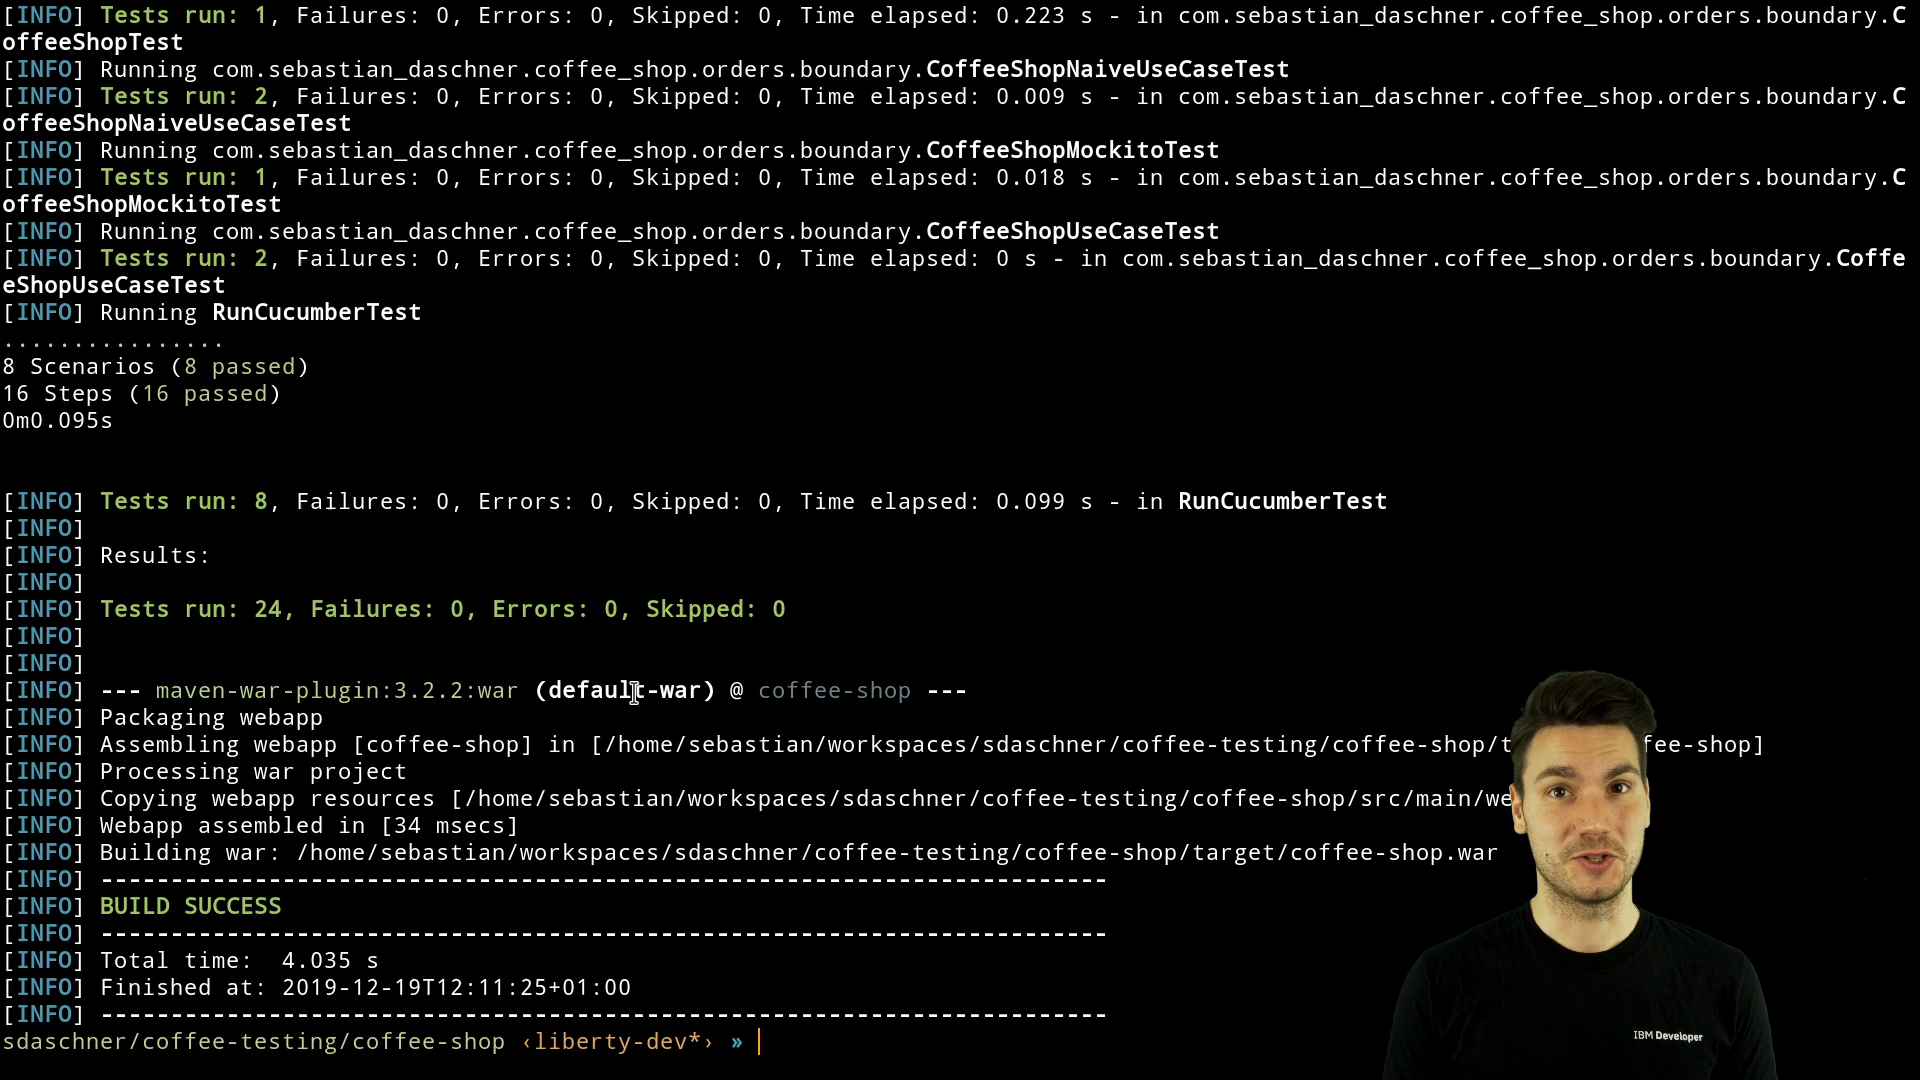 [INFO] Tests run: 1, Failures: 0, Errors: 0, Skipped: 0, Time elapsed: 0.223 s - in com.sebastian_daschner.coffee_shop.orders.boundary.C
offeeShopTest
[INFO] Running com.sebastian_daschner.coffee_shop.orders.boundary.CoffeeShopNaiveUseCaseTest
[INFO] Tests run: 2, Failures: 0, Errors: 0, Skipped: 0, Time elapsed: 0.009 s - in com.sebastian_daschner.coffee_shop.orders.boundary.C
offeeShopNaiveUseCaseTest
[INFO] Running com.sebastian_daschner.coffee_shop.orders.boundary.CoffeeShopMockitoTest
[INFO] Tests run: 1, Failures: 0, Errors: 0, Skipped: 0, Time elapsed: 0.018 s - in com.sebastian_daschner.coffee_shop.orders.boundary.C
offeeShopMockitoTest
[INFO] Running com.sebastian_daschner.coffee_shop.orders.boundary.CoffeeShopUseCaseTest
[INFO] Tests run: 2, Failures: 0, Errors: 0, Skipped: 0, Time elapsed: 0 s - in com.sebastian_daschner.coffee_shop.orders.boundary.Coffe
eShopUseCaseTest
[INFO] Running RunCucumberTest
................
8 Scenarios (8 passed)
16 Steps (16 passed)
0m0.095s
[INFO] Tests run: 8, Failures: 0, Errors: 0, Skipped: 0, Time elapsed: 0.099 s - in RunCucumberTest
[INFO]
[INFO] Results:
[INFO]
[INFO] Tests run: 24, Failures: 0, Errors: 0, Skipped: 0
[INFO]
[INFO]
[INFO] --- maven-war-plugin:3.2.2:war (default-war) @ coffee-shop ---
[INFO] Packaging webapp
[INFO] Assembling webapp [coffee-shop] in [/home/sebastian/workspaces/sdaschner/coffee-testing/coffee-shop/t fee-shop]
[INFO] Processing war project
[INFO] Copying webapp resources [/home/sebastian/workspaces/sdaschner/coffee-testing/coffee-shop/src/main/we
[INFO] Webapp assembled in [34 msecs]
[INFO] Building war: /home/sebastian/workspaces/sdaschner/coffee-testing/coffee-shop/target/coffee-shop.war
[INFO] ------------------------------------------------------------------------
[INFO] BUILD SUCCESS
[INFO] ------------------------------------------------------------------------
[INFO] Total time:  4.035 s
[INFO] Finished at: 2019-12-19T12:11:25+01:00
[INFO] ------------------------------------------------------------------------
sdaschner/coffee-testing/coffee-shop ‹liberty-dev*› »
IBM Developer